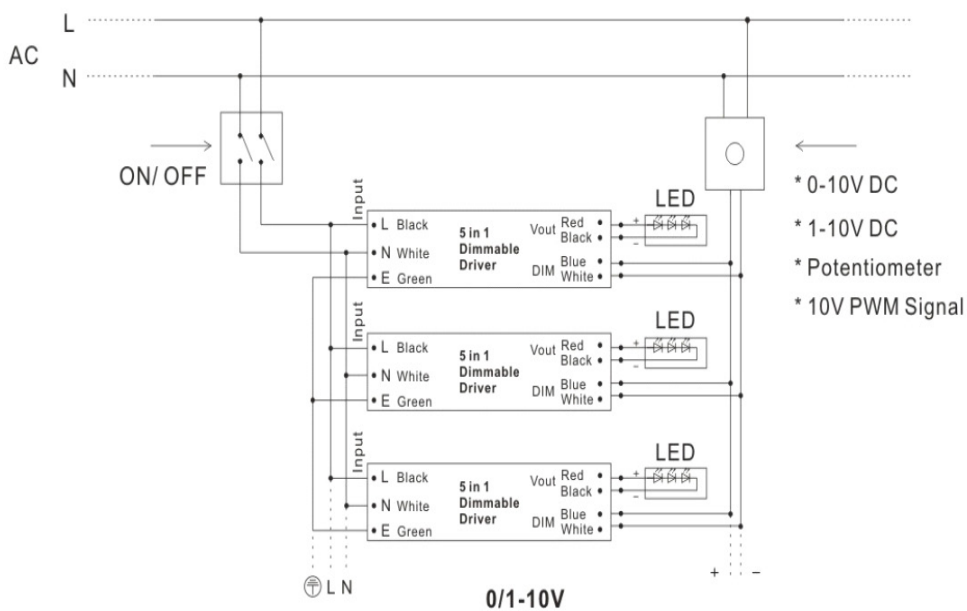 L
AC
N
ON/ OFF
* 0-10V DC
* 1-10V DC
* Potentiometer
* 10V PWM Signal
Input
L Black
N White
E Green
5 in 1
Dimmable
Driver
Vout Red
Black
DIM Blue
White
LED
+
−
Input
L Black
N White
E Green
5 in 1
Dimmable
Driver
Vout Red
Black
DIM Blue
White
LED
+
−
Input
L Black
N White
E Green
5 in 1
Dimmable
Driver
Vout Red
Black
DIM Blue
White
LED
+
−
L N
+ −
0/1-10V